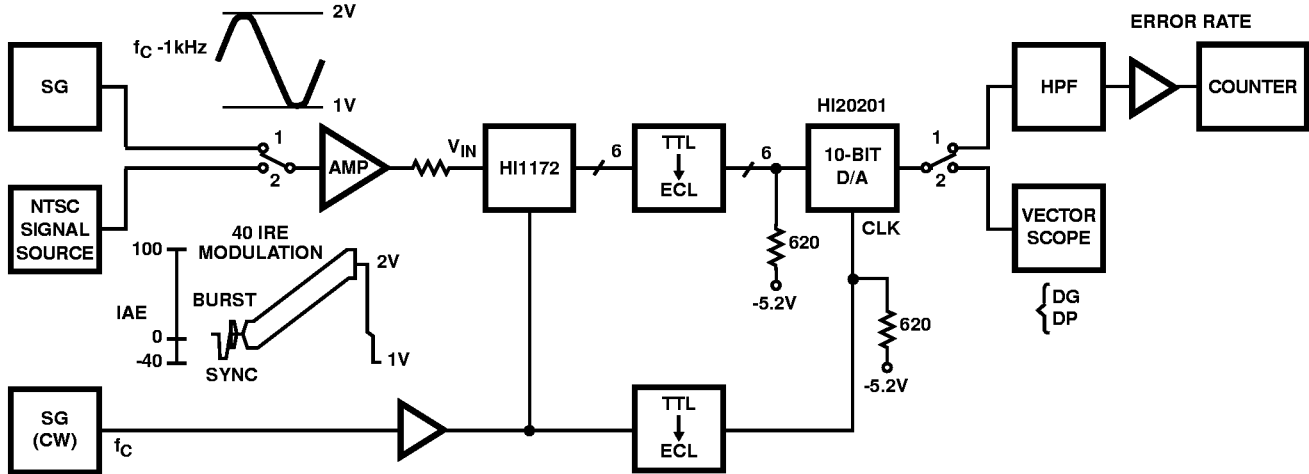 2V
f_C -1kHz
1V
ERROR RATE
SG
HPF
COUNTER
HI20201
1
2
AMP
V_IN
HI1172
6
TTL
ECL
6
10-BIT
D/A
1
2
NTSC
SIGNAL
SOURCE
CLK
VECTOR
SCOPE
620
-5.2V
40 IRE
MODULATION
100
2V
BURST
IAE
0
-40
SYNC
1V
620
-5.2V
DG
DP
SG
(CW)
f_C
TTL
ECL